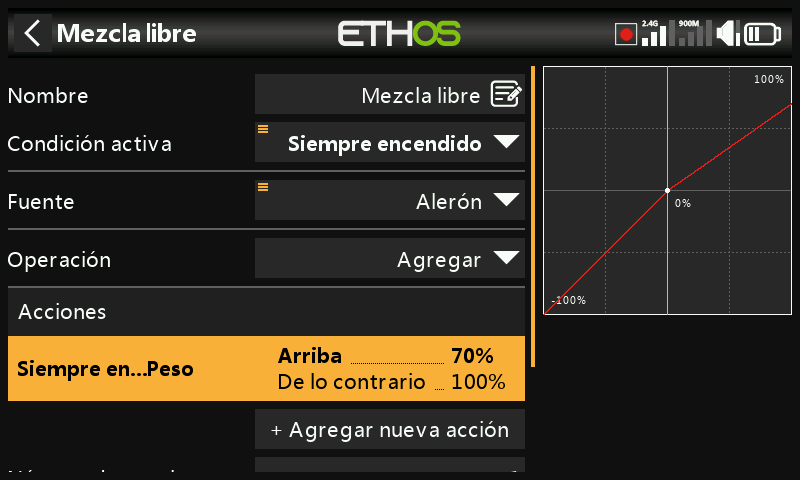 Mezcla libre
ETHOS
2.4G
900M
Nombre
Mezcla libre
Condición activa
Siempre encendido
Fuente
Alerón
Operación
Agregar
Acciones
Siempre en...Peso
Arriba 70%
De lo contrario 100%
+ Agregar nueva acción
100%
0%
-100%